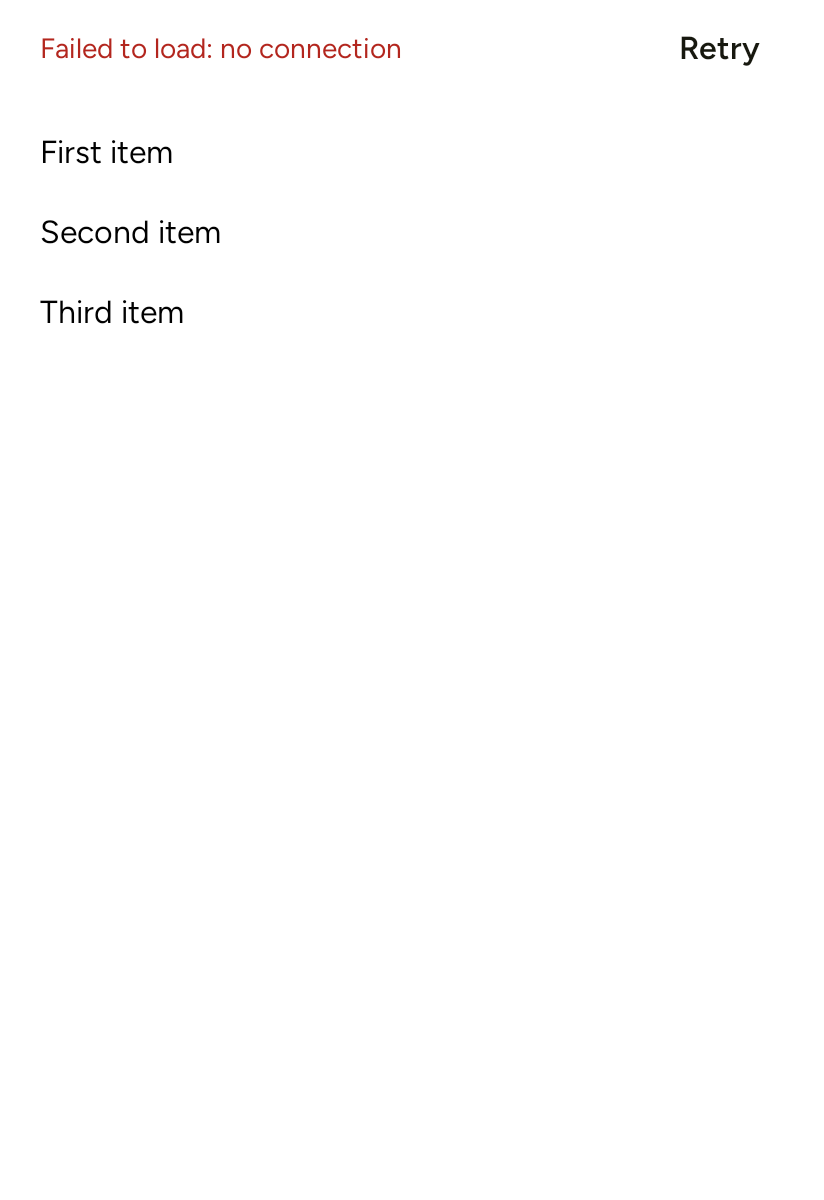 Failed to load: no connection
Retry
First item
Second item
Third item